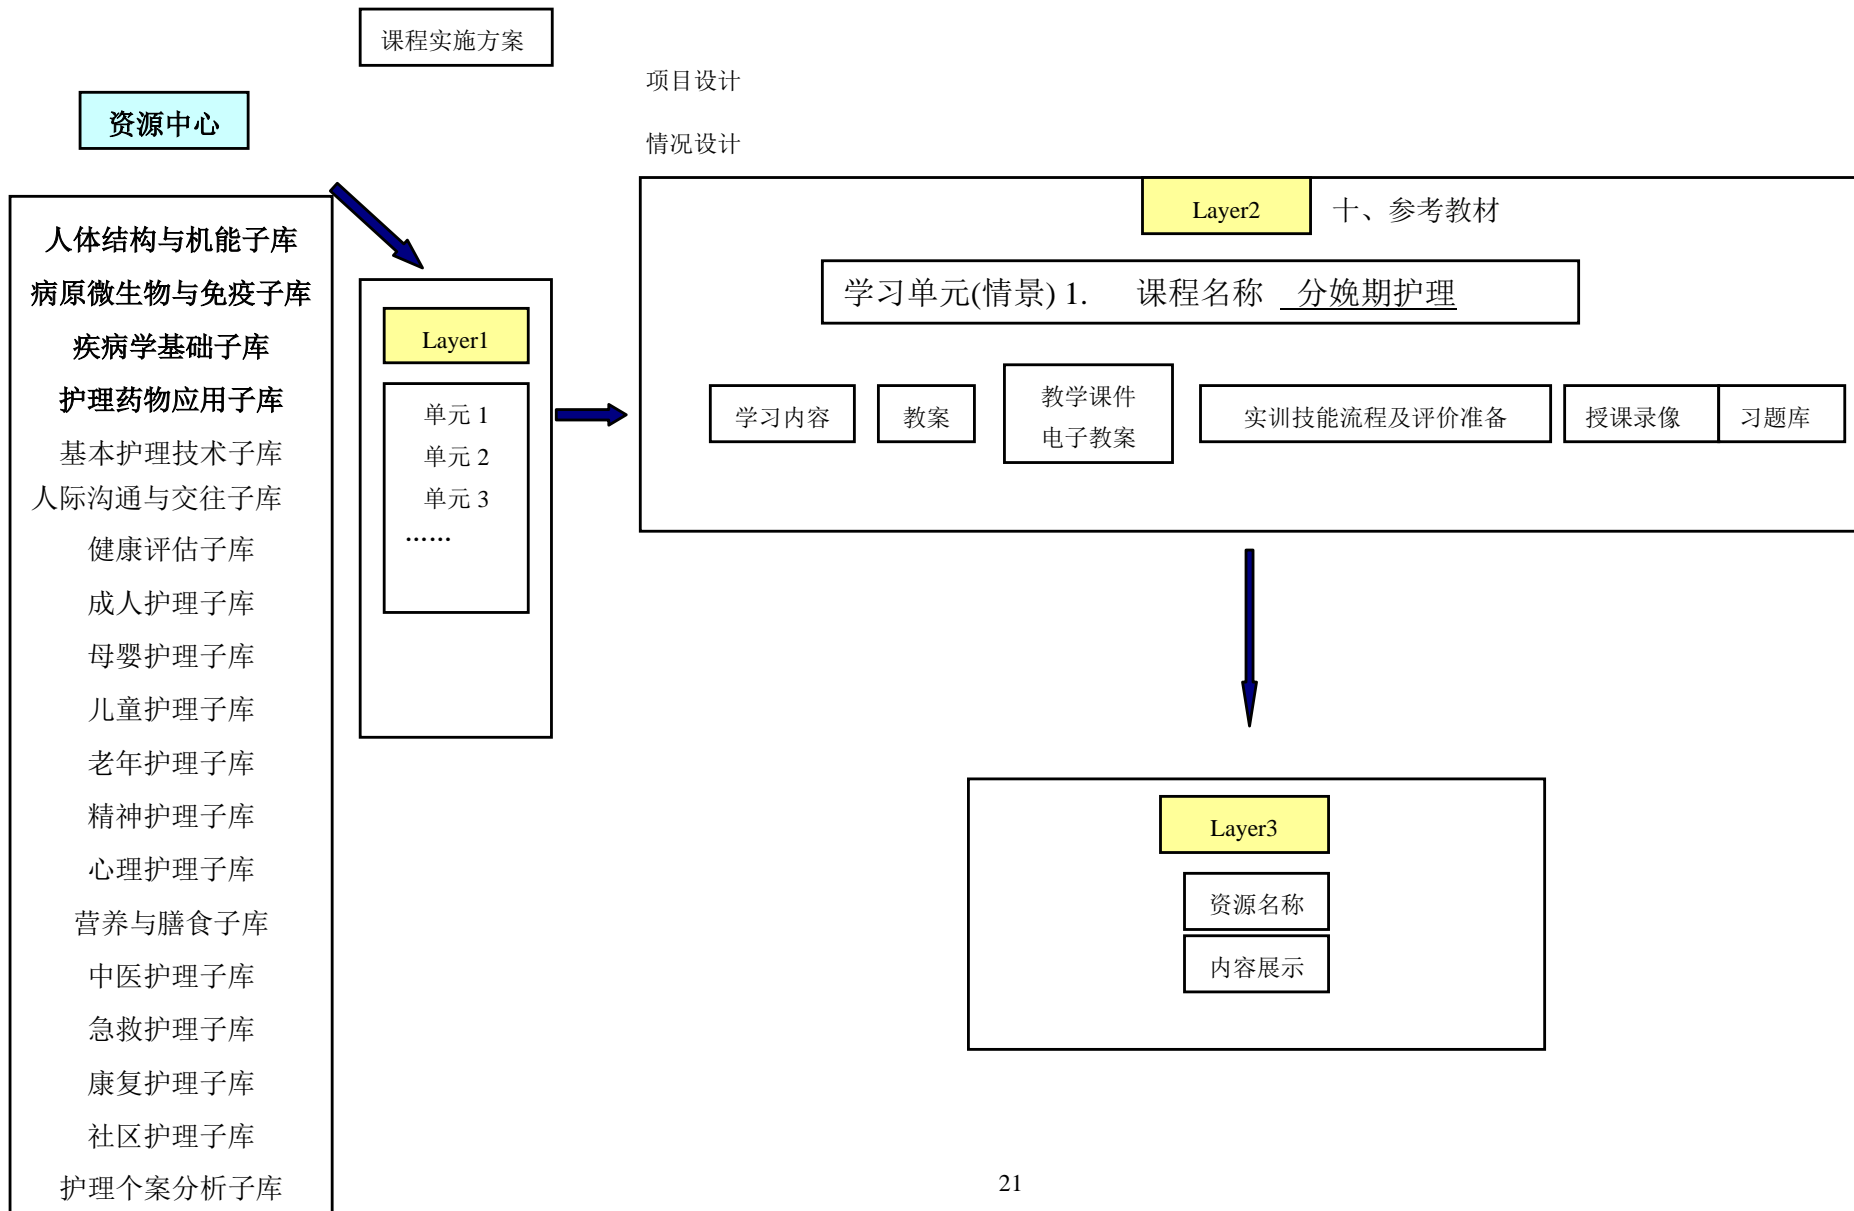 课程实施方案
项目设计
资源中心
情况设计
人体结构与机能子库
病原微生物与免疫子库
疾病学基础子库
护理药物应用子库
基本护理技术子库
人际沟通与交往子库
健康评估子库
成人护理子库
母婴护理子库
儿童护理子库
老年护理子库
精神护理子库
心理护理子库
营养与膳食子库
中医护理子库
急救护理子库
康复护理子库
社区护理子库
护理个案分析子库
Layer1
单元 1
单元 2
单元 3
……
Layer2
十、参考教材
学习单元(情景) 1. 课程名称 分娩期护理
学习内容
教案
教学课件
电子教案
实训技能流程及评价准备
授课录像
习题库
Layer3
资源名称
内容展示
21